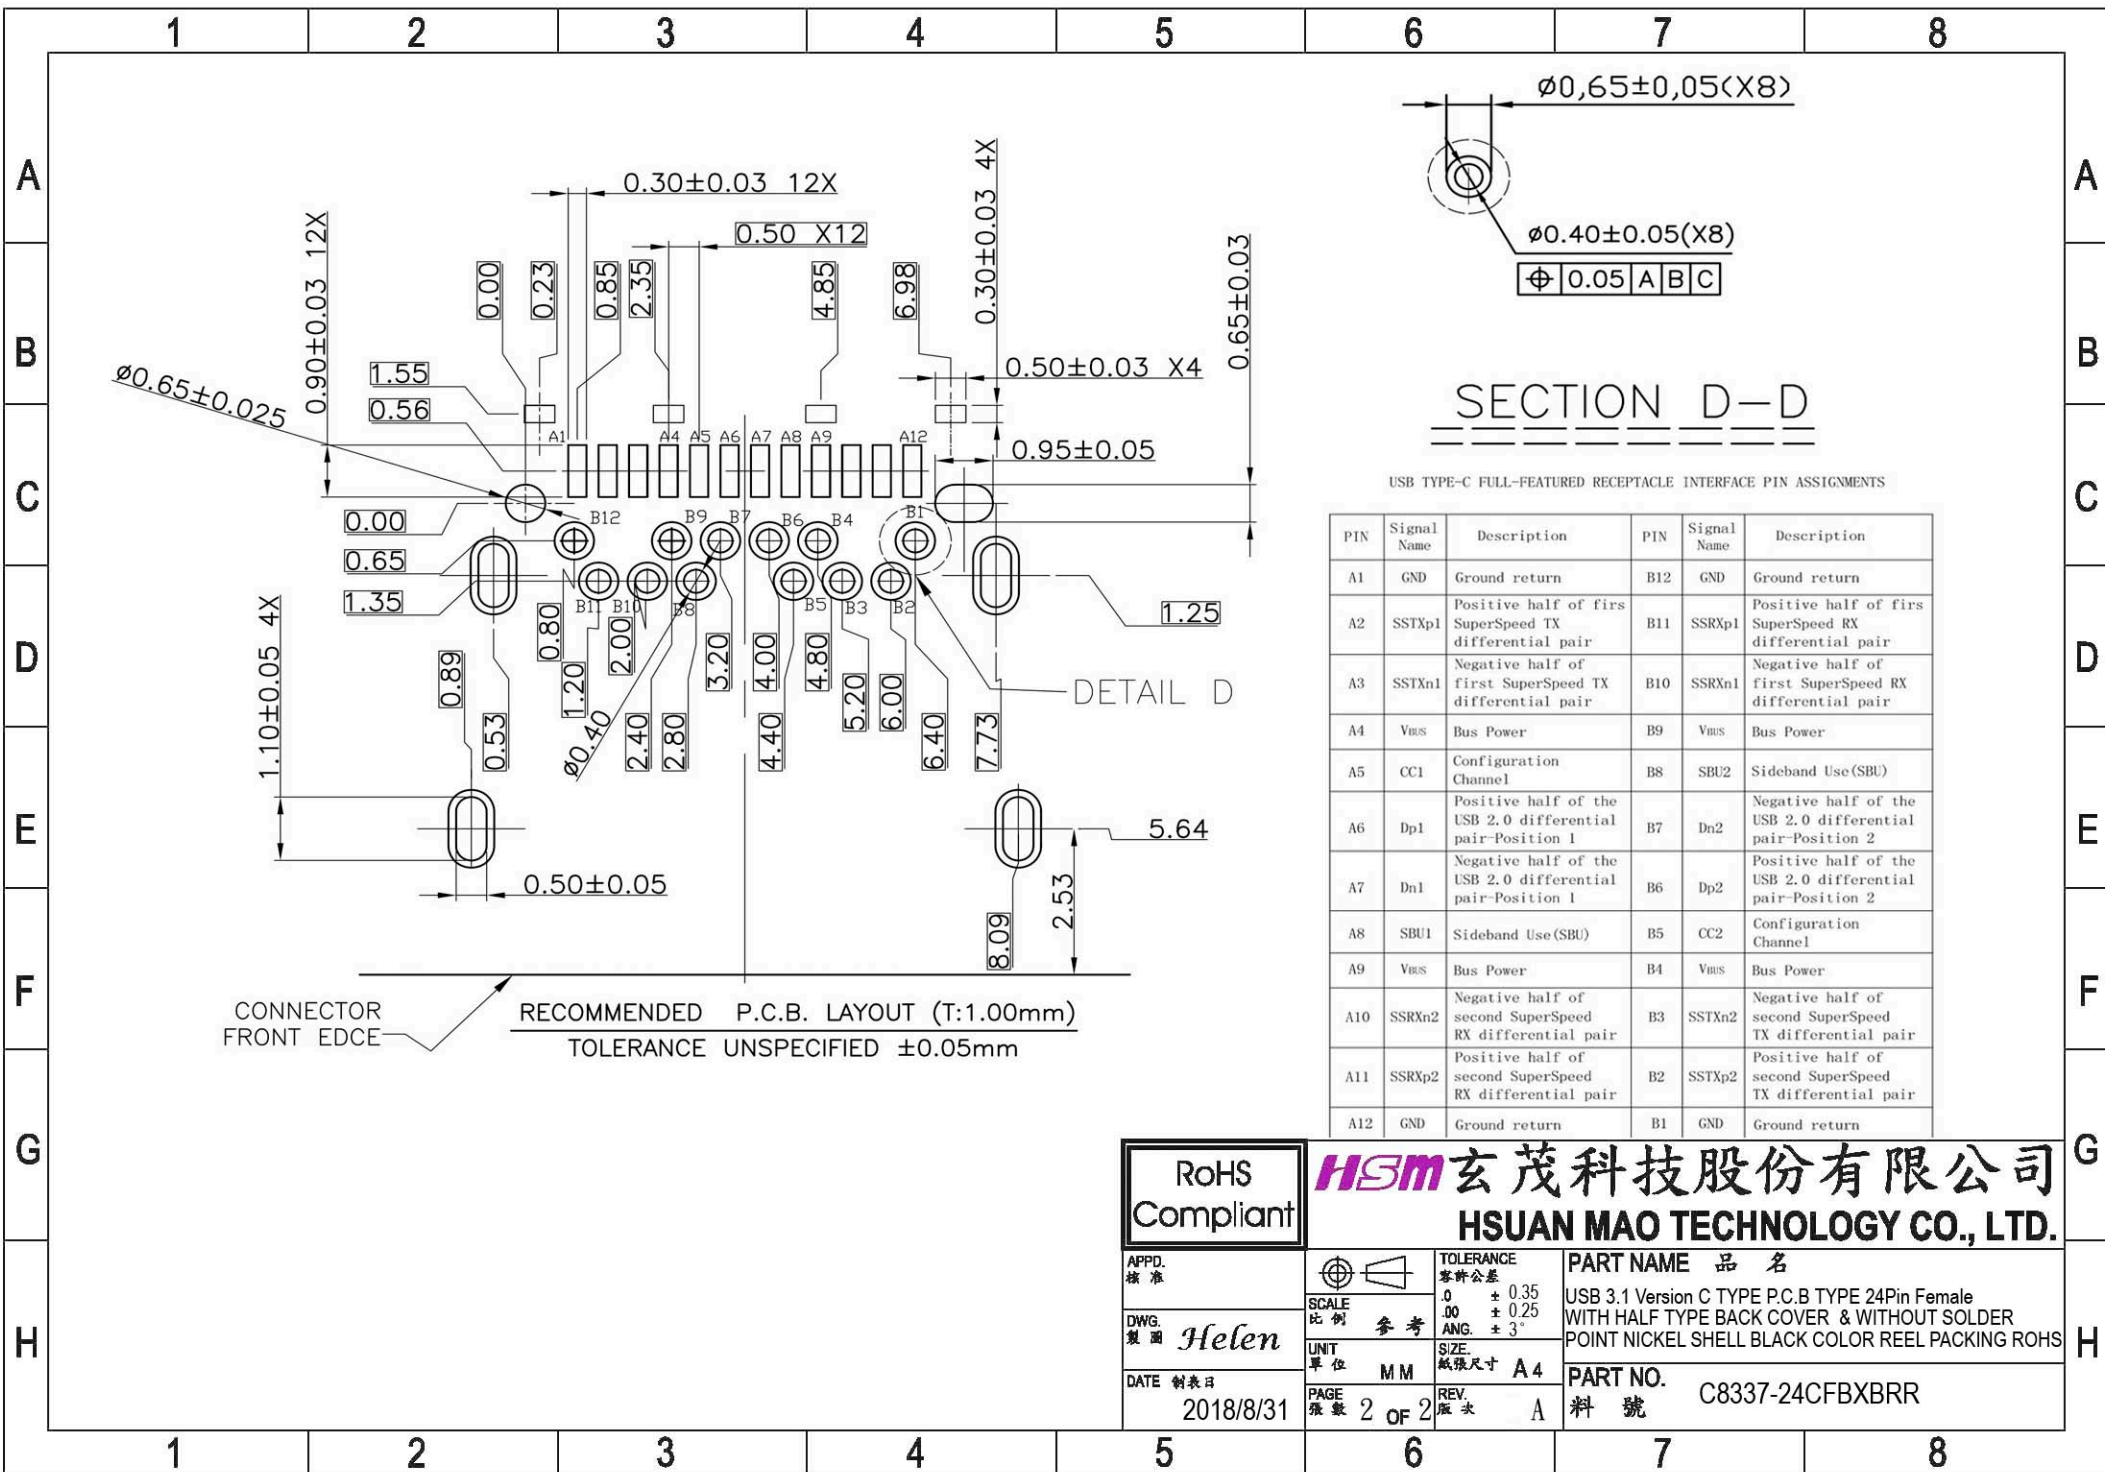 1 2 3 4 5 6 7 8
A
B
C
D
E
F
G
H
A
B
C
D
E
F
G
H
0.30±0.03 12X
0.50 X12
0.90±0.03 12X
0.00
0.23
0.85
2.35
4.85
6.98
0.30±0.03 4X
0.65±0.03
0.50±0.03 X4
ø0.65±0.025
1.55
0.56
0.95±0.05
A1 A4 A5 A6 A7 A8 A9 A12
B12 B9 B7 B6 B4 B1
0.00
0.65
1.35
B11 B10 B8 B5 B3 B2
1.25
1.10±0.05 4X
0.89
0.53
0.80
1.20
2.00
ø0.40
2.40
2.80
3.20
4.00
4.40
4.80
5.20
6.00
6.40
7.73
DETAIL D
5.64
0.50±0.05
8.09
2.53
CONNECTOR
FRONT EDGE
RECOMMENDED P.C.B. LAYOUT (T:1.00mm)
TOLERANCE UNSPECIFIED ±0.05mm
ø0,65±0,05(X8)
ø0.40±0.05(X8)
⌖ 0.05 A B C
SECTION D-D
USB TYPE-C FULL-FEATURED RECEPTACLE INTERFACE PIN ASSIGNMENTS
PIN Signal Name Description PIN Signal Name Description
A1 GND Ground return B12 GND Ground return
A2 SSTXp1 Positive half of firs SuperSpeed TX differential pair B11 SSRXp1 Positive half of firs SuperSpeed RX differential pair
A3 SSTXn1 Negative half of first SuperSpeed TX differential pair B10 SSRXn1 Negative half of first SuperSpeed RX differential pair
A4 VBUS Bus Power B9 VBUS Bus Power
A5 CC1 Configuration Channel B8 SBU2 Sideband Use(SBU)
A6 Dp1 Positive half of the USB 2.0 differential pair-Position 1 B7 Dn2 Negative half of the USB 2.0 differential pair-Position 2
A7 Dn1 Negative half of the USB 2.0 differential pair-Position 1 B6 Dp2 Positive half of the USB 2.0 differential pair-Position 2
A8 SBU1 Sideband Use(SBU) B5 CC2 Configuration Channel
A9 VBUS Bus Power B4 VBUS Bus Power
A10 SSRXn2 Negative half of second SuperSpeed RX differential pair B3 SSTXn2 Negative half of second SuperSpeed TX differential pair
A11 SSRXp2 Positive half of second SuperSpeed RX differential pair B2 SSTXp2 Positive half of second SuperSpeed TX differential pair
A12 GND Ground return B1 GND Ground return
RoHS
Compliant
HSM 玄茂科技股份有限公司
HSUAN MAO TECHNOLOGY CO., LTD.
APPD.
核 准
DWG.
製 圖 Helen
DATE 制表日
2018/8/31
SCALE
比 例 參 考
UNIT
單 位 MM
PAGE
張 數 2 OF 2
TOLERANCE
容許公差
.0 ± 0.35
.00 ± 0.25
ANG. ± 3°
SIZE.
紙張尺寸 A4
REV.
版 次 A
PART NAME 品 名
USB 3.1 Version C TYPE P.C.B TYPE 24Pin Female
WITH HALF TYPE BACK COVER & WITHOUT SOLDER
POINT NICKEL SHELL BLACK COLOR REEL PACKING ROHS
PART NO.
料 號 C8337-24CFBXBRR
1 2 3 4 5 6 7 8